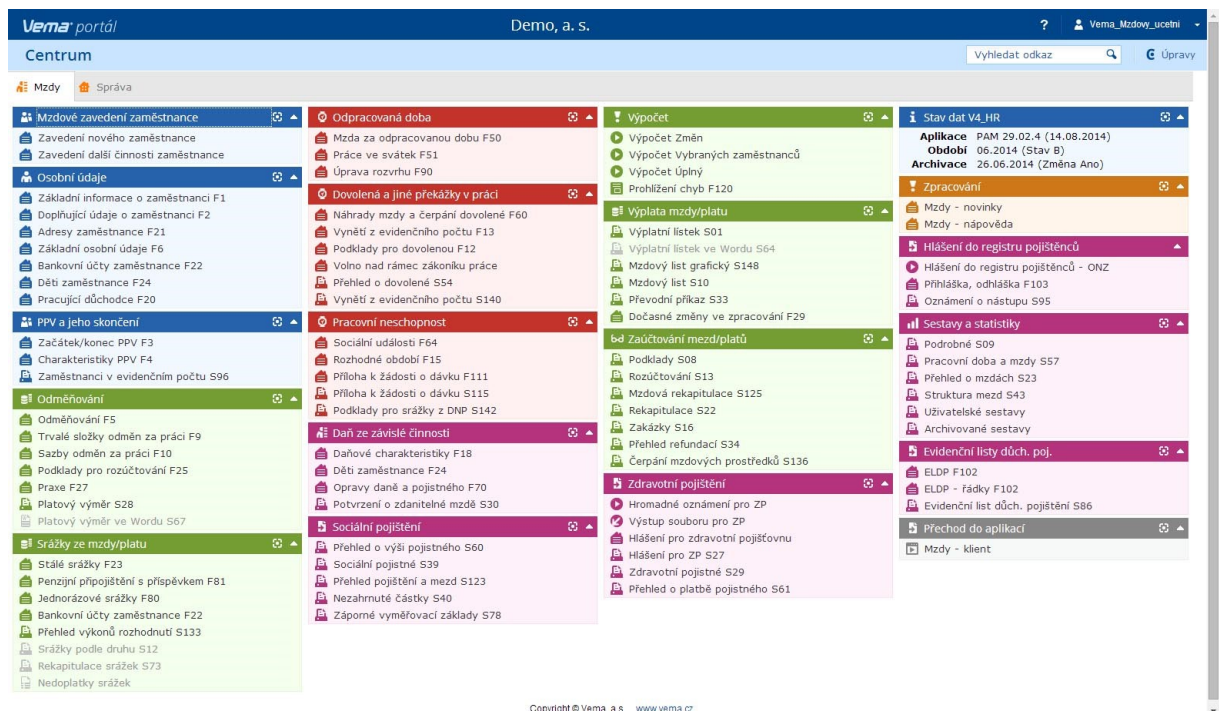 Vema portál
Demo, a. s.
? Vema_Mzdovy_ucetni
Centrum
Vyhledat odkaz
Úpravy
Mzdy
Správa
Mzdové zavedení zaměstnance
Zavedení nového zaměstnance
Zavedení další činnosti zaměstnance
Osobní údaje
Základní informace o zaměstnanci F1
Doplňující údaje o zaměstnanci F2
Adresy zaměstnance F21
Základní osobní údaje F6
Bankovní účty zaměstnance F22
Děti zaměstnance F24
Pracující důchodce F20
PPV a jeho skončení
Začátek/konec PPV F3
Charakteristiky PPV F4
Zaměstnanci v evidenčním počtu S96
Odměňování
Odměňování F5
Trvalé složky odměn za práci F9
Sazby odměn za práci F10
Podklady pro rozúčtování F25
Praxe F27
Platový výměr S28
Platový výměr ve Wordu S67
Srážky ze mzdy/platu
Stálé srážky F23
Penzijní připojištění s příspěvkem F81
Jednorázové srážky F80
Bankovní účty zaměstnance F22
Přehled výkonů rozhodnutí S133
Srážky podle druhu S12
Rekapitulace srážek S73
Nedoplatky srážek
Odpracovaná doba
Mzda za odpracovanou dobu F50
Práce ve svátek F51
Úprava rozvrhu F90
Dovolená a jiné překážky v práci
Náhrady mzdy a čerpání dovolené F60
Vynětí z evidenčního počtu F13
Podklady pro dovolenou F12
Volno nad rámec zákoníku práce
Přehled o dovolené S54
Vynětí z evidenčního počtu S140
Pracovní neschopnost
Sociální události F64
Rozhodné období F15
Příloha k žádosti o dávku F111
Příloha k žádosti o dávku S115
Podklady pro srážky z DNP S142
Daň ze závislé činnosti
Daňové charakteristiky F18
Děti zaměstnance F24
Opravy daně a pojistného F70
Potvrzení o zdanitelné mzdě S30
Sociální pojištění
Přehled o výši pojistného S60
Sociální pojistné S39
Přehled pojištění a mezd S123
Nezahrnuté částky S40
Záporné vyměřovací základy S78
Výpočet
Výpočet Změn
Výpočet Vybraných zaměstnanců
Výpočet Úplný
Prohlížení chyb F120
Výplata mzdy/platu
Výplatní lístek S01
Výplatní lístek ve Wordu S64
Mzdový list grafický S148
Mzdový list S10
Převodní příkaz S33
Dočasné změny ve zpracování F29
Zaúčtování mezd/platů
Podklady S08
Rozúčtování S13
Mzdová rekapitulace S125
Rekapitulace S22
Zakázky S16
Přehled refundací S34
Čerpání mzdových prostředků S136
Zdravotní pojištění
Hromadné oznámení pro ZP
Výstup souboru pro ZP
Hlášení pro zdravotní pojišťovnu
Hlášení pro ZP S27
Zdravotní pojistné S29
Přehled o platbě pojistného S61
Stav dat V4_HR
Aplikace PAM 29.02.4 (14.08.2014)
Období 06.2014 (Stav B)
Archivace 26.06.2014 (Změna Ano)
Zpracování
Mzdy - novinky
Mzdy - nápověda
Hlášení do registru pojištěnců
Hlášení do registru pojištěnců - ONZ
Přihláška, odhláška F103
Oznámení o nástupu S95
Sestavy a statistiky
Podrobné S09
Pracovní doba a mzdy S57
Přehled o mzdách S23
Struktura mezd S43
Uživatelské sestavy
Archivované sestavy
Evidenční listy důch. poj.
ELDP F102
ELDP - řádky F102
Evidenční list důch. pojištění S86
Přechod do aplikací
Mzdy - klient
Copyright © Vema, a.s. www.vema.cz